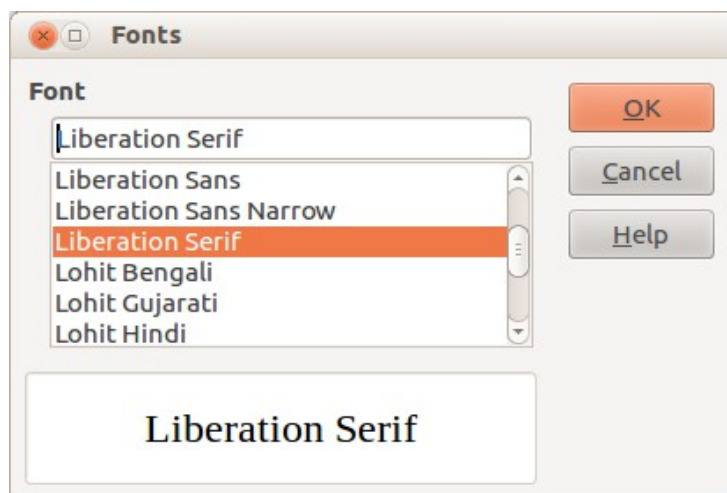 Fonts
Font
Liberation Serif
Liberation Sans
Liberation Sans Narrow
Liberation Serif
Lohit Bengali
Lohit Gujarati
Lohit Hindi
Liberation Serif
OK
Cancel
Help